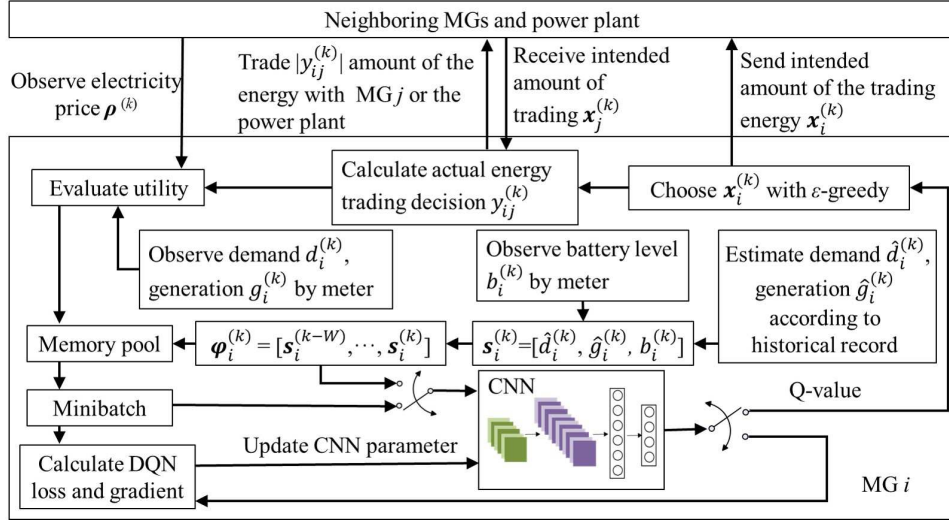 Neighboring MGs and power plant
Observe electricity
price 𝝆⁽ᵏ⁾
Trade |y_{ij}^{(k)}| amount of the
energy with MG j or the
power plant
Receive intended
amount of
trading 𝒙_j^{(k)}
Send intended
amount of the trading
energy 𝒙_i^{(k)}
Evaluate utility
Calculate actual energy
trading decision y_{ij}^{(k)}
Choose 𝒙_i^{(k)} with ε-greedy
Observe demand d_i^{(k)},
generation g_i^{(k)} by meter
Observe battery level
b_i^{(k)} by meter
Estimate demand d̂_i^{(k)},
generation ĝ_i^{(k)}
according to
historical record
Memory pool
𝝋_i^{(k)} = [𝒔_i^{(k-W)},⋯, 𝒔_i^{(k)}]
𝒔_i^{(k)}=[d̂_i^{(k)}, ĝ_i^{(k)}, b_i^{(k)}]
Minibatch
CNN
Q-value
Update CNN parameter
Calculate DQN
loss and gradient
MG i